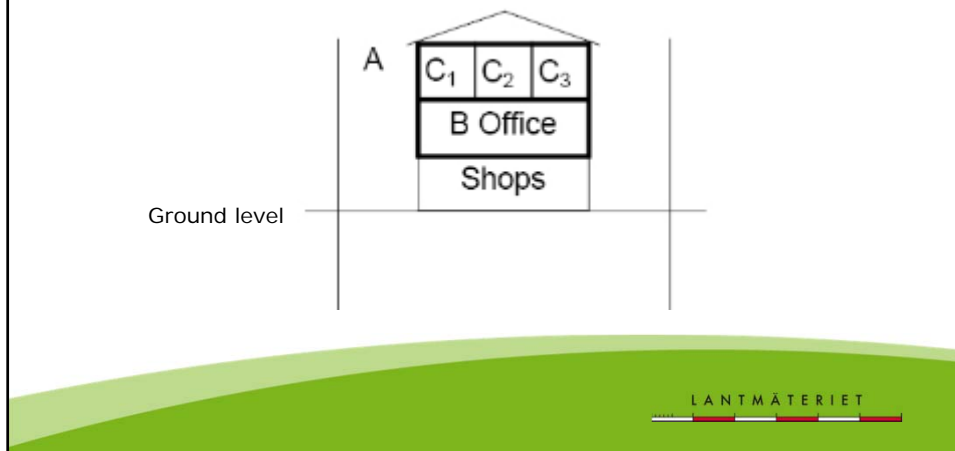 A
C₁ C₂ C₃
B Office
Shops
Ground level
LANTMÄTERIET